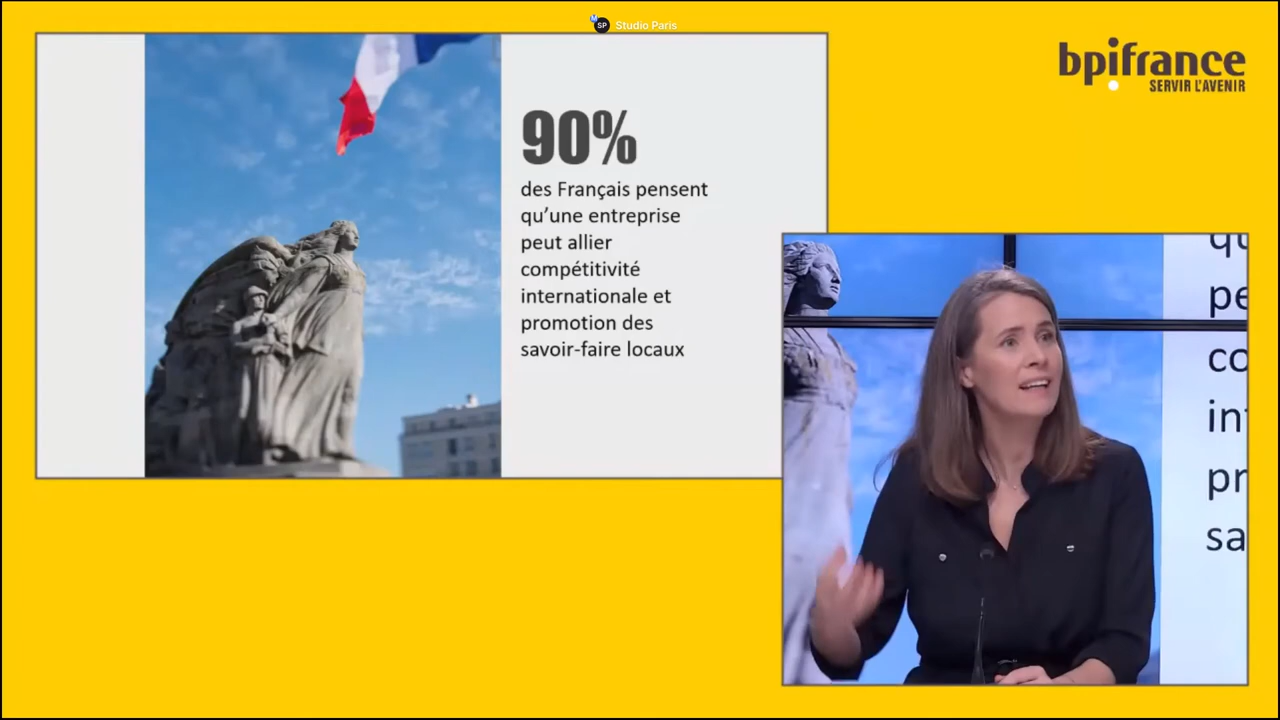 SP Studio Paris
bpifrance
SERVIR L'AVENIR
90%
des Français pensent
qu’une entreprise
peut allier
compétitivité
internationale et
promotion des
savoir-faire locaux
qu
pe
co
int
pr
sa